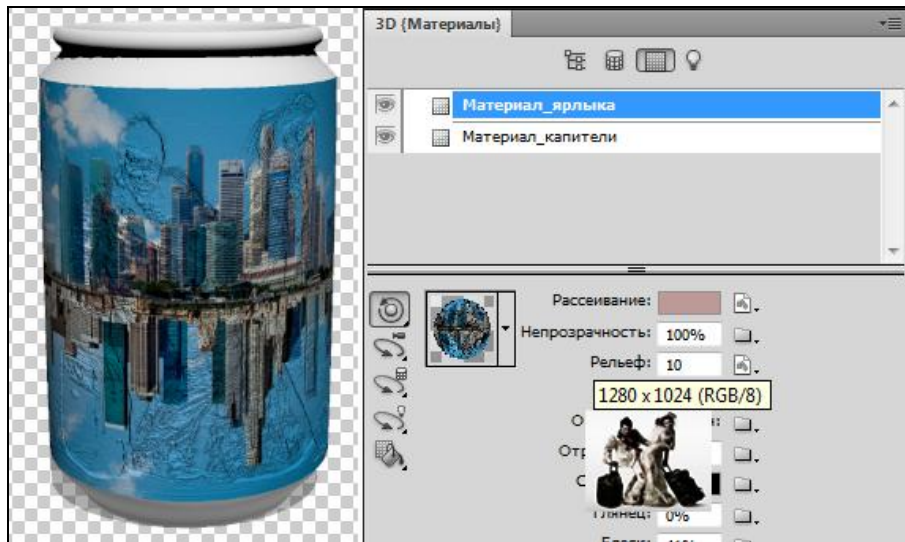 3D {Материалы}
Материал_ярлыка
Материал_капители
Рассеивание:
Непрозрачность: 100%
Рельеф: 10
1280 x 1024 (RGB/8)
Глянец: 0%